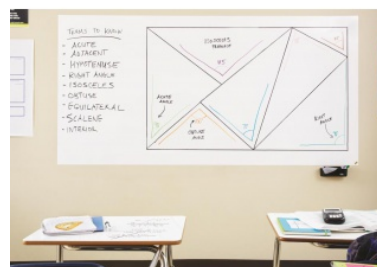 TERMS TO KNOW
- ACUTE
- ADJACENT
- HYPOTENUSE
- RIGHT ANGLE
- ISOSCELES
- OBTUSE
- EQUILATERAL
- SCALENE
- INTERIOR
ISOSCELES
TRIANGLE
ACUTE
ANGLE
OBTUSE
ANGLE
RIGHT
ANGLE